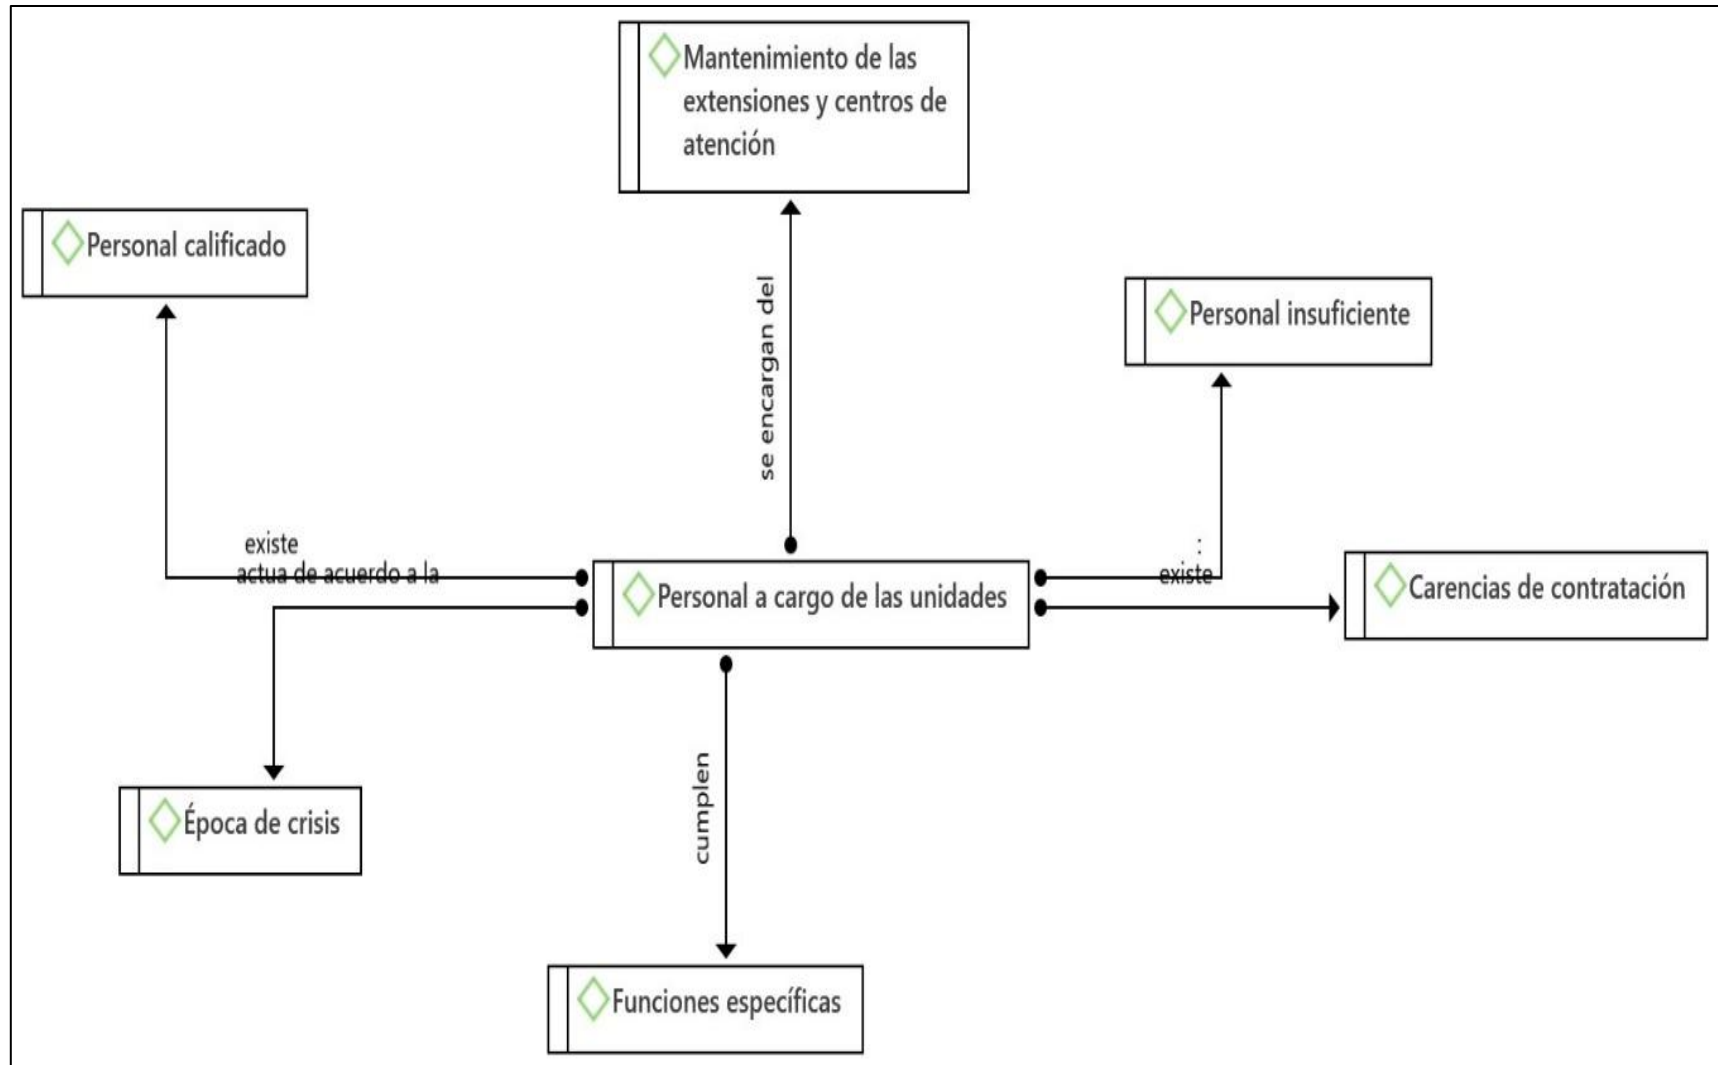 Mantenimiento de las
extensiones y centros de
atención
Personal calificado
Personal insuficiente
se encargan del
existe
actua de acuerdo a la
:
existe
Personal a cargo de las unidades
Carencias de contratación
cumplen
Época de crisis
Funciones específicas